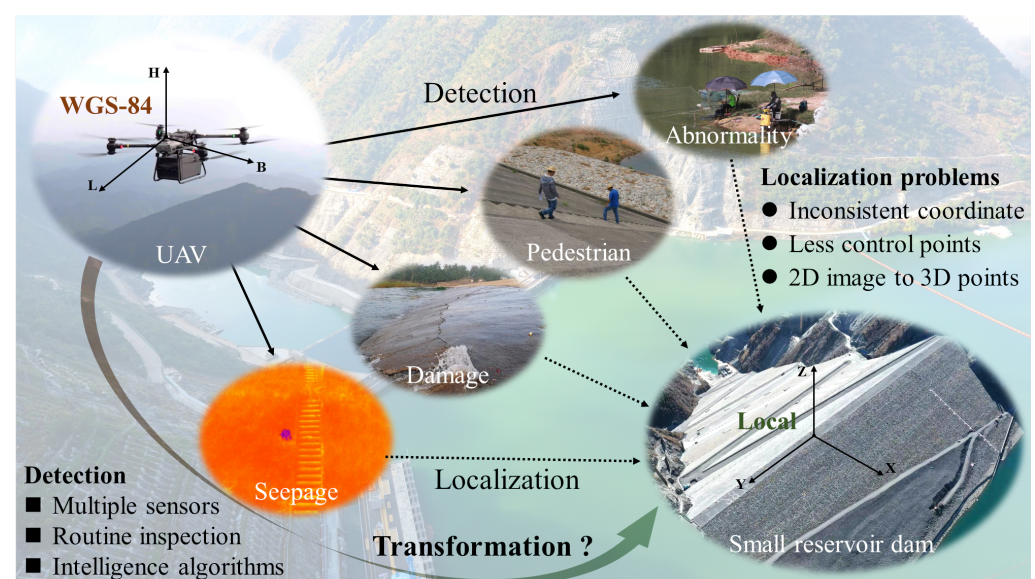 H
WGS-84
B
L
UAV
Detection
Abnormality
Pedestrian
Damage
Seepage
Localization problems
● Inconsistent coordinate
● Less control points
● 2D image to 3D points
Z
Local
X
Y
Small reservoir dam
Localization
Transformation ?
Detection
■ Multiple sensors
■ Routine inspection
■ Intelligence algorithms